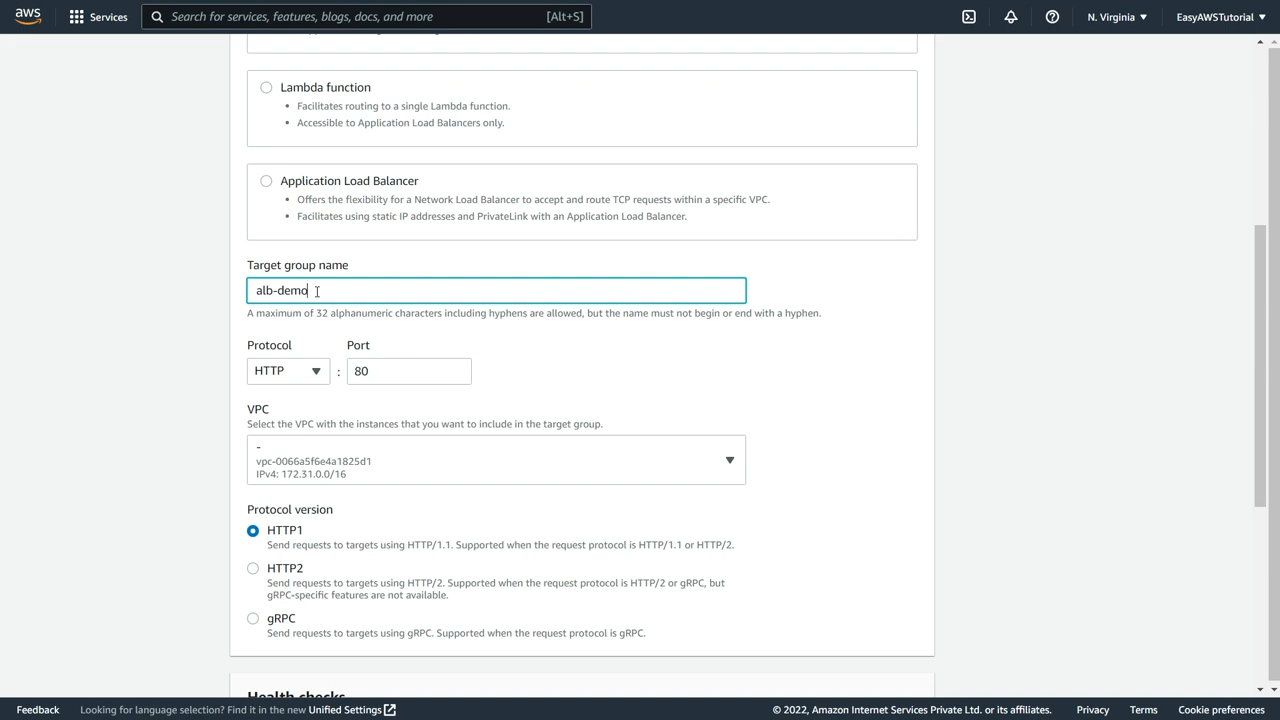 aws
Services
Search for services, features, blogs, docs, and more
[Alt+S]
N. Virginia
EasyAWSTutorial
Lambda function
Facilitates routing to a single Lambda function.
Accessible to Application Load Balancers only.
Application Load Balancer
Offers the flexibility for a Network Load Balancer to accept and route TCP requests within a specific VPC.
Facilitates using static IP addresses and PrivateLink with an Application Load Balancer.
Target group name
alb-demo
A maximum of 32 alphanumeric characters including hyphens are allowed, but the name must not begin or end with a hyphen.
Protocol Port
HTTP : 80
VPC
Select the VPC with the instances that you want to include in the target group.
-
vpc-0066a5f6e4a1825d1
IPv4: 172.31.0.0/16
Protocol version
HTTP1
Send requests to targets using HTTP/1.1. Supported when the request protocol is HTTP/1.1 or HTTP/2.
HTTP2
Send requests to targets using HTTP/2. Supported when the request protocol is HTTP/2 or gRPC, but
gRPC-specific features are not available.
gRPC
Send requests to targets using gRPC. Supported when the request protocol is gRPC.
Health checks
Feedback
Looking for language selection? Find it in the new Unified Settings
© 2022, Amazon Internet Services Private Ltd. or its affiliates.
Privacy
Terms
Cookie preferences